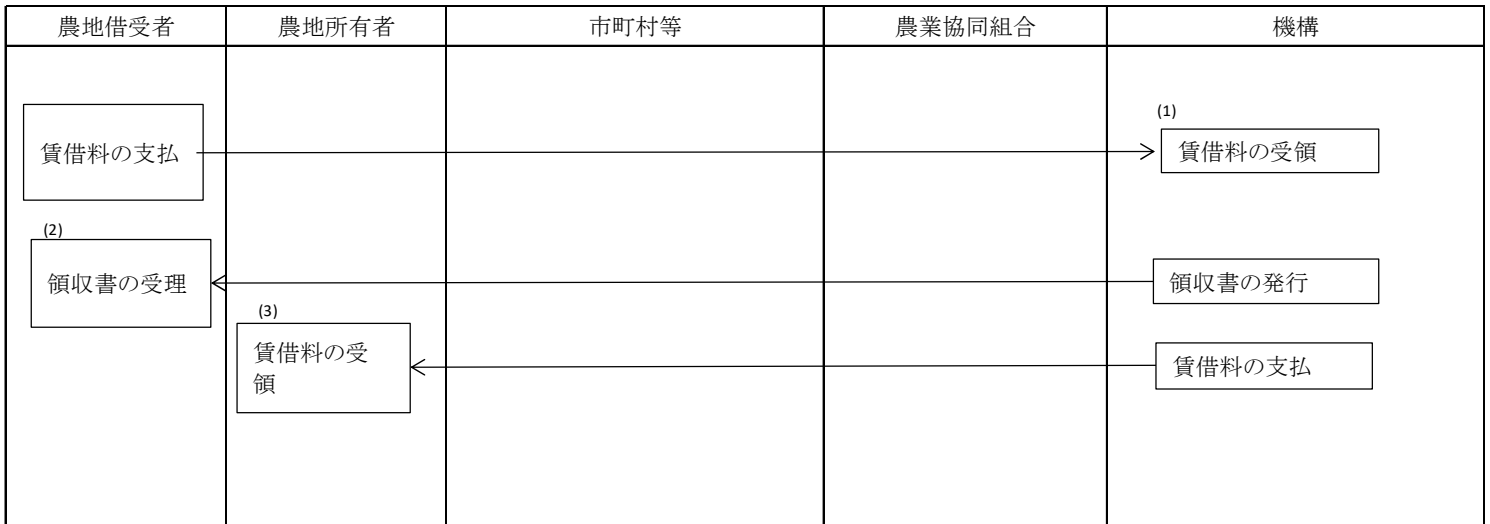 農地借受者
農地所有者
市町村等
農業協同組合
機構
(1)
賃借料の支払
賃借料の受領
(2)
領収書の受理
領収書の発行
(3)
賃借料の受
領
賃借料の支払